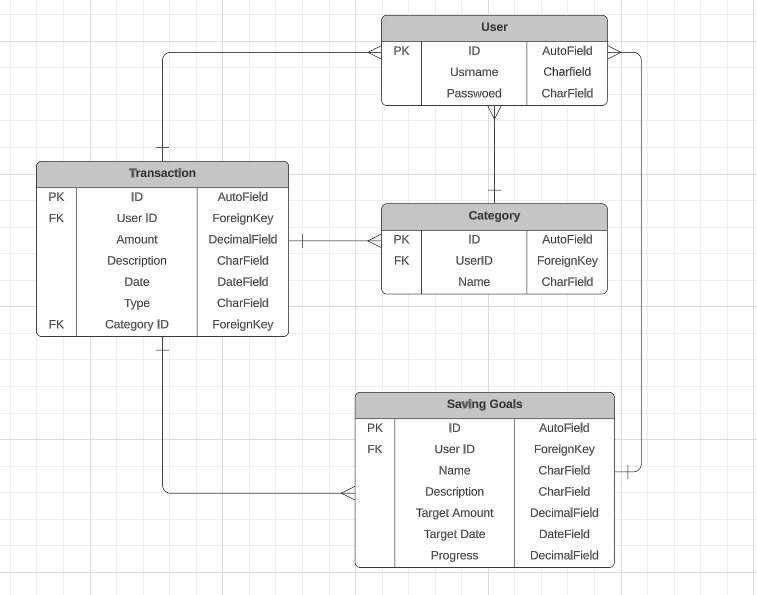 User
PK ID AutoField
Usrname Charfield
Passwoed CharField
Transaction
PK ID AutoField
FK User ID ForeignKey
Amount DecimalField
Description CharField
Date DateField
Type CharField
FK Category ID ForeignKey
Category
PK ID AutoField
FK UserID ForeignKey
Name CharField
Saving Goals
PK ID AutoField
FK User ID ForeignKey
Name CharField
Description CharField
Target Amount DecimalField
Target Date DateField
Progress DecimalField